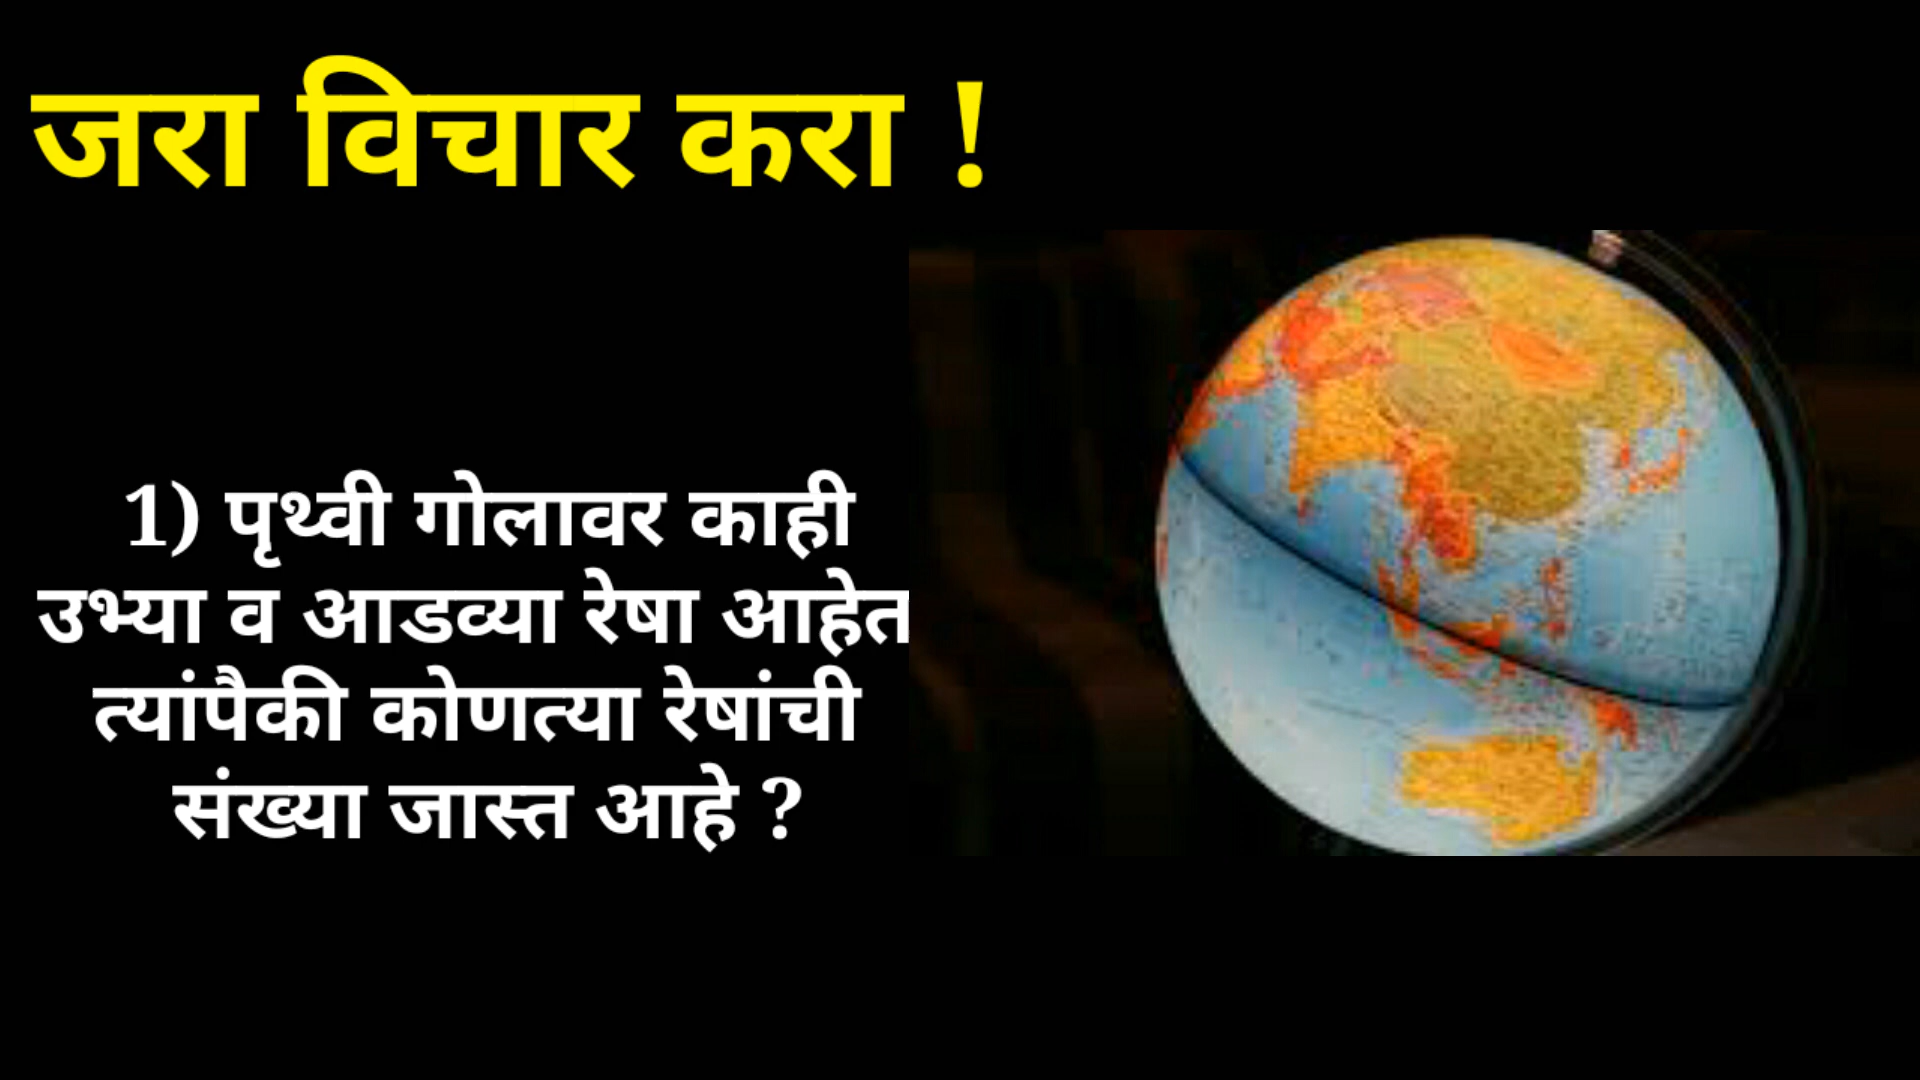 जरा विचार करा !
1) पृथ्वी गोलावर काही
उभ्या व आडव्या रेषा आहेत
त्यांपैकी कोणत्या रेषांची
संख्या जास्त आहे ?